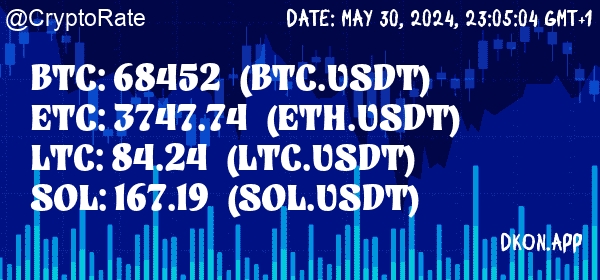 @CryptoRate
DATE: MAY 30, 2024, 23:05:04 GMT+1
BTC: 68452 (BTC.USDT)
ETC: 3747.74 (ETH.USDT)
LTC: 84.24 (LTC.USDT)
SOL: 167.19 (SOL.USDT)
DKON.APP